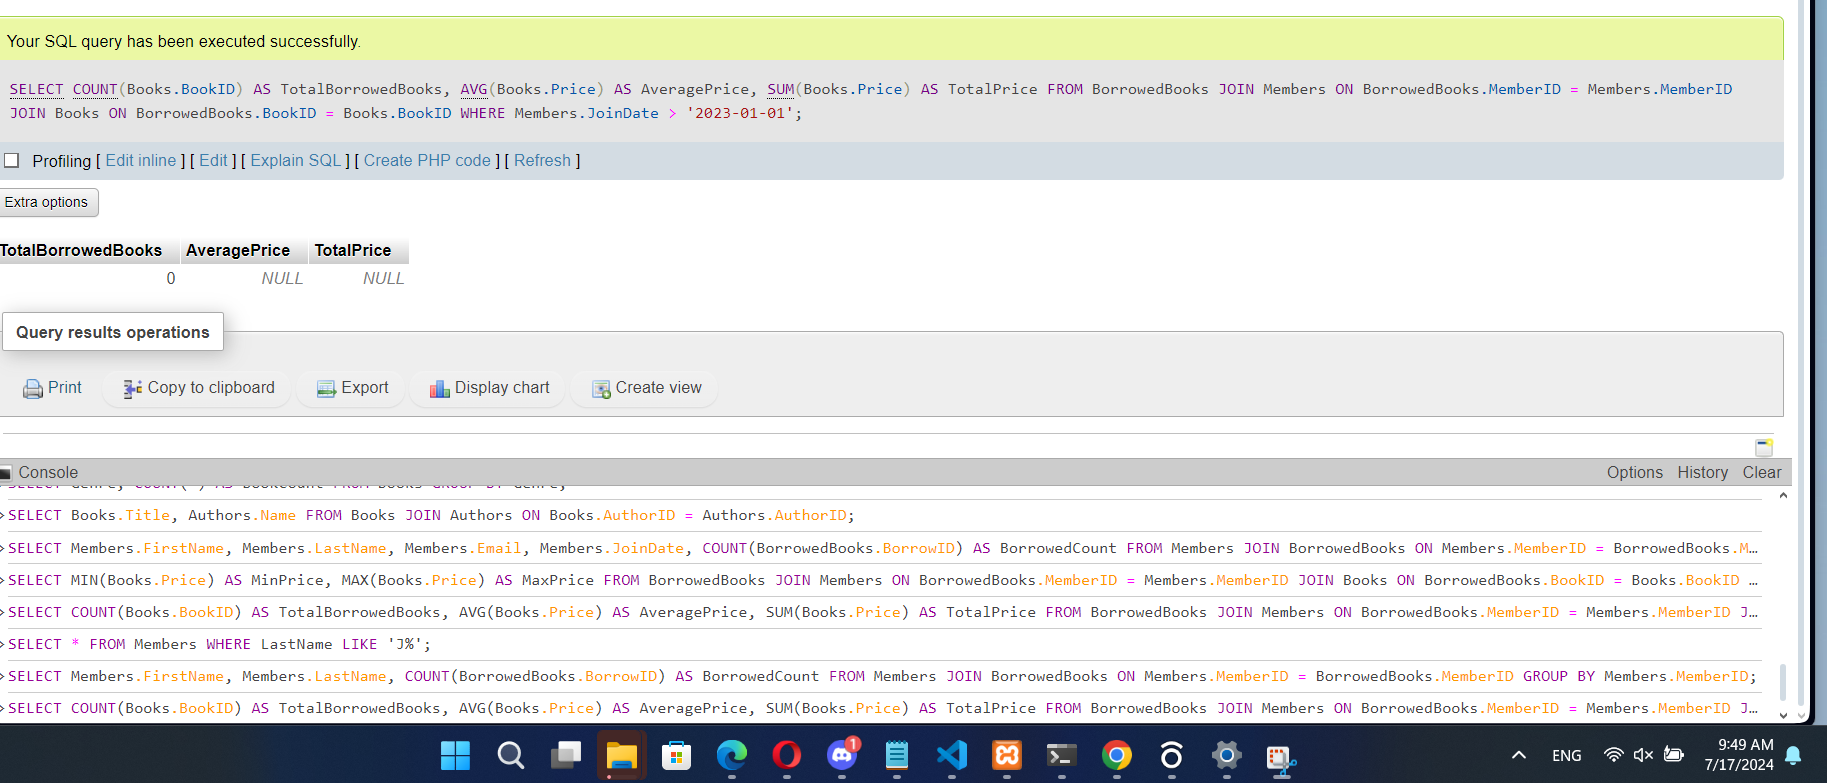 Your SQL query has been executed successfully.
SELECT COUNT(Books.BookID) AS TotalBorrowedBooks, AVG(Books.Price) AS AveragePrice, SUM(Books.Price) AS TotalPrice FROM BorrowedBooks JOIN Members ON BorrowedBooks.MemberID = Members.MemberID
JOIN Books ON BorrowedBooks.BookID = Books.BookID WHERE Members.JoinDate > '2023-01-01';
Profiling [ Edit inline ] [ Edit ] [ Explain SQL ] [ Create PHP code ] [ Refresh ]
Extra options
TotalBorrowedBooks AveragePrice TotalPrice
0 NULL NULL
Query results operations
Print Copy to clipboard Export Display chart Create view
Console Options History Clear
>SELECT Books.Title, Authors.Name FROM Books JOIN Authors ON Books.AuthorID = Authors.AuthorID;
>SELECT Members.FirstName, Members.LastName, Members.Email, Members.JoinDate, COUNT(BorrowedBooks.BorrowID) AS BorrowedCount FROM Members JOIN BorrowedBooks ON Members.MemberID = BorrowedBooks.M…
>SELECT MIN(Books.Price) AS MinPrice, MAX(Books.Price) AS MaxPrice FROM BorrowedBooks JOIN Members ON BorrowedBooks.MemberID = Members.MemberID JOIN Books ON BorrowedBooks.BookID = Books.BookID …
>SELECT COUNT(Books.BookID) AS TotalBorrowedBooks, AVG(Books.Price) AS AveragePrice, SUM(Books.Price) AS TotalPrice FROM BorrowedBooks JOIN Members ON BorrowedBooks.MemberID = Members.MemberID J…
>SELECT * FROM Members WHERE LastName LIKE 'J%';
>SELECT Members.FirstName, Members.LastName, COUNT(BorrowedBooks.BorrowID) AS BorrowedCount FROM Members JOIN BorrowedBooks ON Members.MemberID = BorrowedBooks.MemberID GROUP BY Members.MemberID;
>SELECT COUNT(Books.BookID) AS TotalBorrowedBooks, AVG(Books.Price) AS AveragePrice, SUM(Books.Price) AS TotalPrice FROM BorrowedBooks JOIN Members ON BorrowedBooks.MemberID = Members.MemberID J…
1
ENG
9:49 AM
7/17/2024